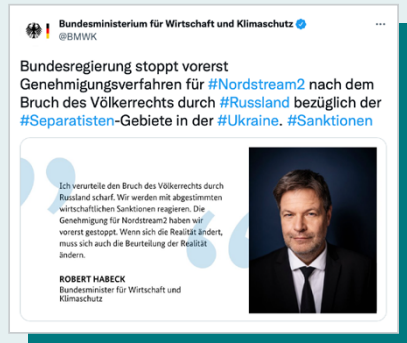 Bundesministerium für Wirtschaft und Klimaschutz
@BMWK
Bundesregierung stoppt vorerst
Genehmigungsverfahren für #Nordstream2 nach dem
Bruch des Völkerrechts durch #Russland bezüglich der
#Separatisten-Gebiete in der #Ukraine. #Sanktionen
Ich verurteile den Bruch des Völkerrechts durch
Russland scharf. Wir werden mit abgestimmten
wirtschaftlichen Sanktionen reagieren. Die
Genehmigung für Nordstream2 haben wir
vorerst gestoppt. Wenn sich die Realität ändert,
muss sich auch die Beurteilung der Realität
ändern.
ROBERT HABECK
Bundesminister für Wirtschaft und
Klimaschutz